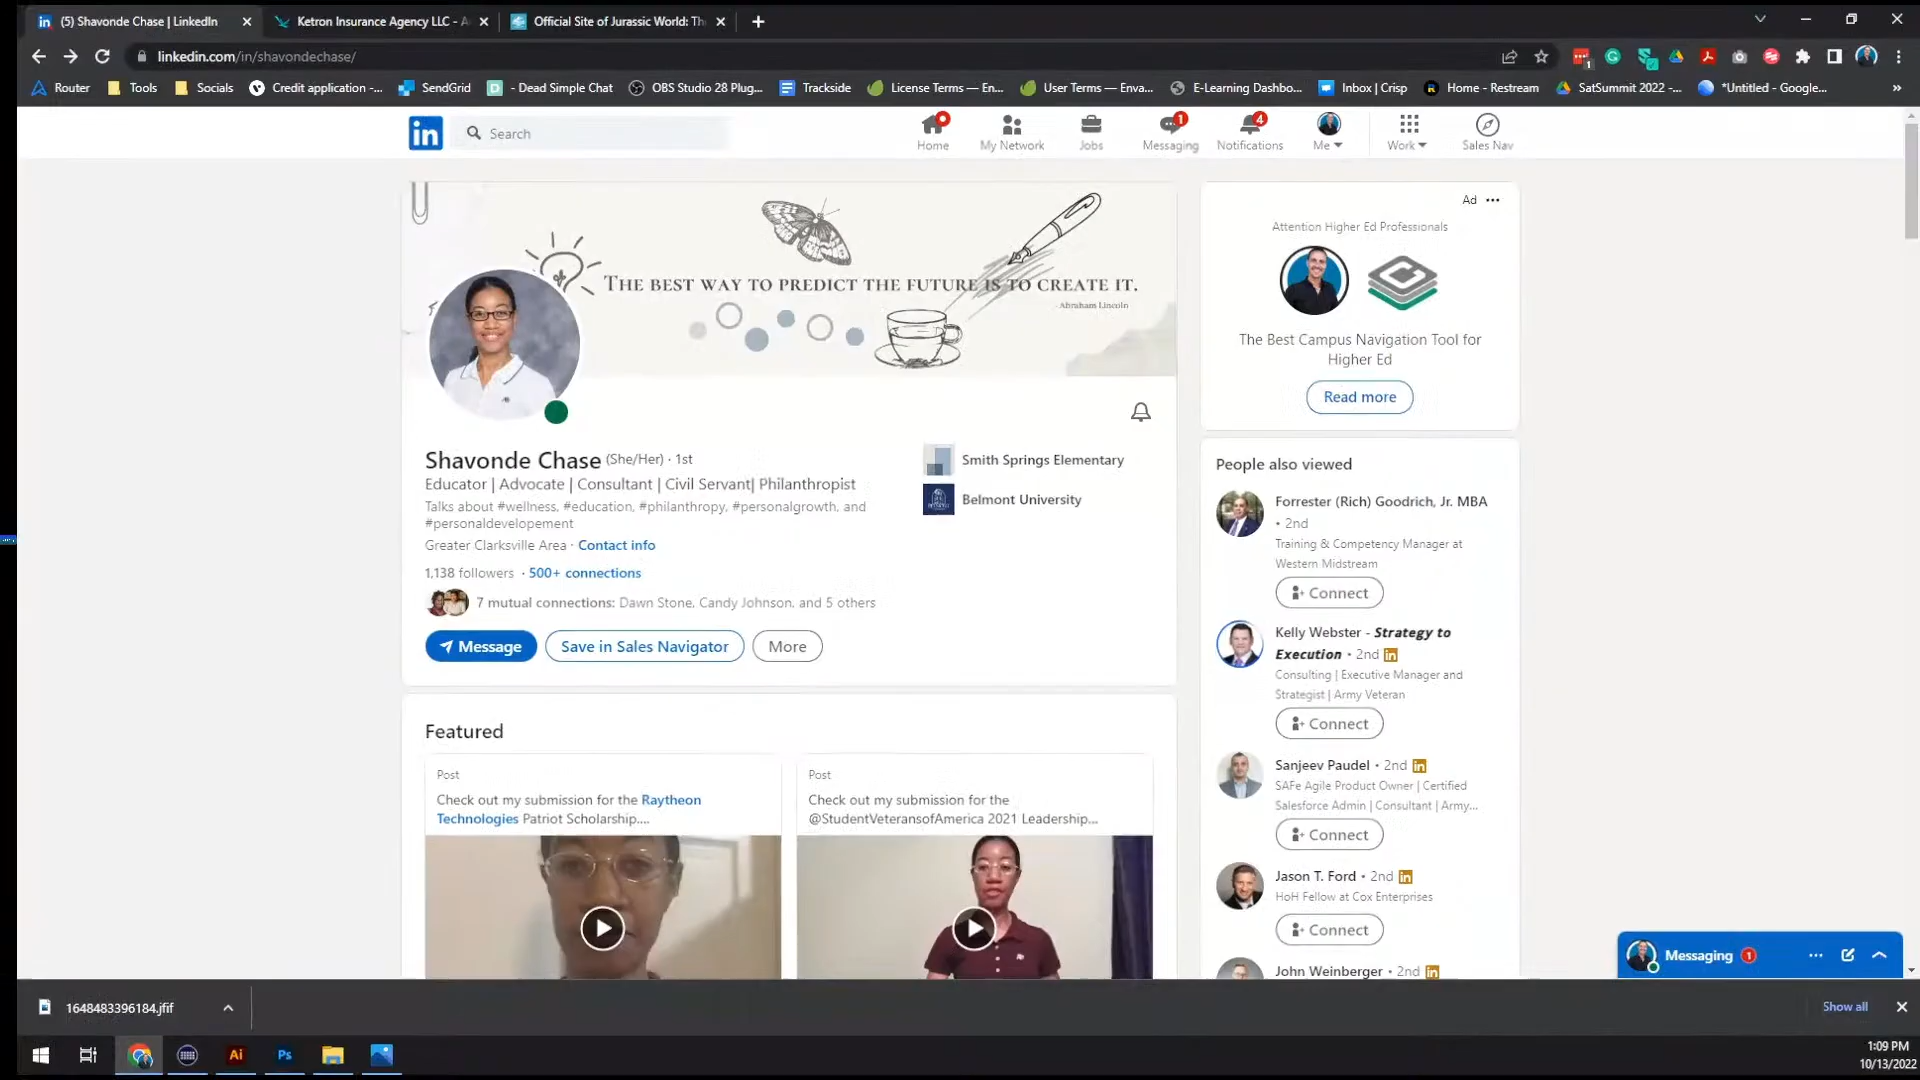 (5) Shavonde Chase | LinkedIn
Ketron Insurance Agency LLC - A
Official Site of Jurassic World: Th
linkedin.com/in/shavondechase/
1
Router
Tools
Socials
Credit application -...
SendGrid
- Dead Simple Chat
OBS Studio 28 Plug...
Trackside
License Terms — En...
User Terms — Enva...
E-Learning Dashbo...
Inbox | Crisp
Home - Restream
SatSummit 2022 -...
*Untitled - Google...
»
in
Search
Home
My Network
Jobs
1
Messaging
4
Notifications
Me
Work
Sales Nav
THE BEST WAY TO PREDICT THE FUTURE IS TO CREATE IT.
- Abraham Lincoln
Shavonde Chase (She/Her) · 1st
Educator | Advocate | Consultant | Civil Servant| Philanthropist
Talks about #wellness, #education, #philanthropy, #personalgrowth, and
#personaldevelopement
Greater Clarksville Area · Contact info
1,138 followers · 500+ connections
7 mutual connections: Dawn Stone, Candy Johnson, and 5 others
Message
Save in Sales Navigator
More
Smith Springs Elementary
Belmont University
Featured
Post
Check out my submission for the Raytheon
Technologies Patriot Scholarship....
Post
Check out my submission for the
@StudentVeteransofAmerica 2021 Leadership...
Ad ···
Attention Higher Ed Professionals
The Best Campus Navigation Tool for
Higher Ed
Read more
People also viewed
Forrester (Rich) Goodrich, Jr. MBA
• 2nd
Training & Competency Manager at
Western Midstream
Connect
Kelly Webster - Strategy to
Execution • 2nd in
Consulting | Executive Manager and
Strategist | Army Veteran
Connect
Sanjeev Paudel • 2nd in
SAFe Agile Product Owner | Certified
Salesforce Admin | Consultant | Army...
Connect
Jason T. Ford • 2nd in
HoH Fellow at Cox Enterprises
Connect
John Weinberger • 2nd in
Messaging 1
1648483396184.jfif
Show all
Ai
Ps
1:09 PM
10/13/2022